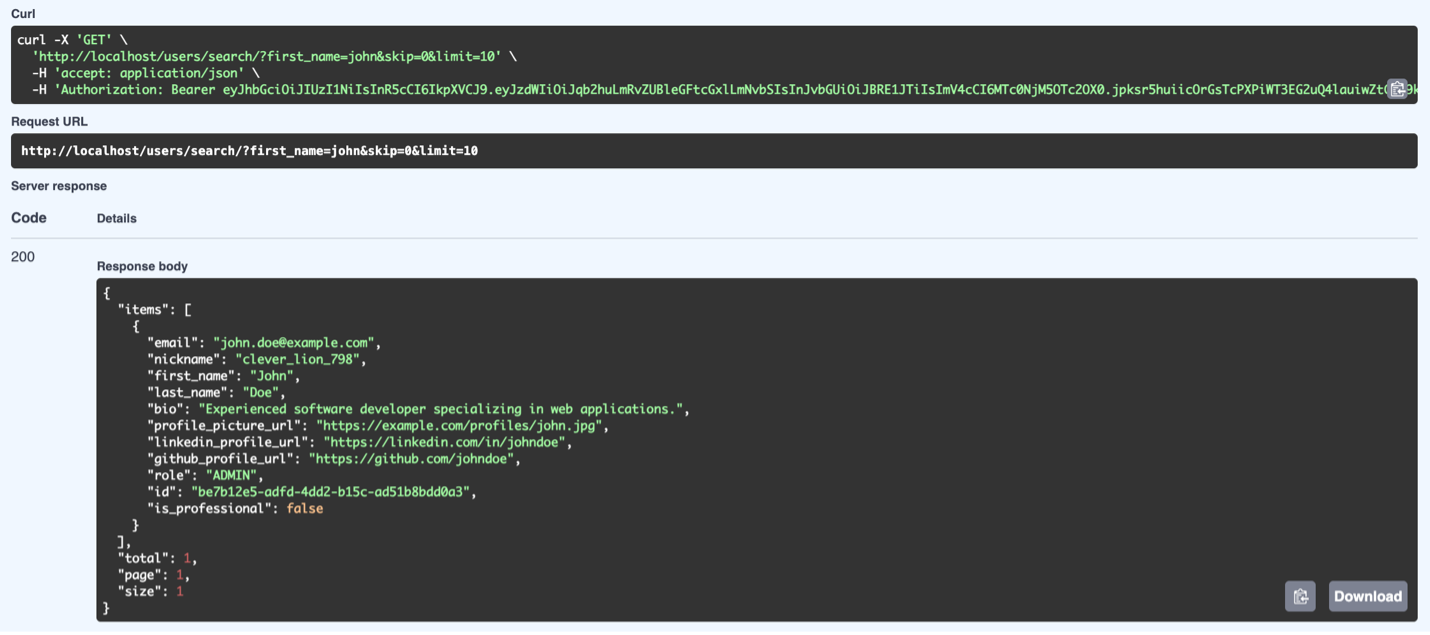 Curl
curl -X 'GET' \
'http://localhost/users/search/?first_name=john&skip=0&limit=10' \
-H 'accept: application/json' \
-H 'Authorization: Bearer
Request URL
http://localhost/users/search/?first_name=john&skip=0&limit=10
Server response
Code Details
200
Response body
{
"items": [
{
"email": "john.doe@example.com",
"nickname": "clever_lion_798",
"first_name": "John",
"last_name": "Doe",
"bio": "Experienced software developer specializing in web applications.",
"profile_picture_url": "https://example.com/profiles/john.jpg",
"linkedin_profile_url": "https://linkedin.com/in/johndoe",
"github_profile_url": "https://github.com/johndoe",
"role": "ADMIN",
"id": "be7b12e5-adfd-4dd2-b15c-ad51b8bdd0a3",
"is_professional": false
}
],
"total": 1,
"page": 1,
"size": 1
}
Download